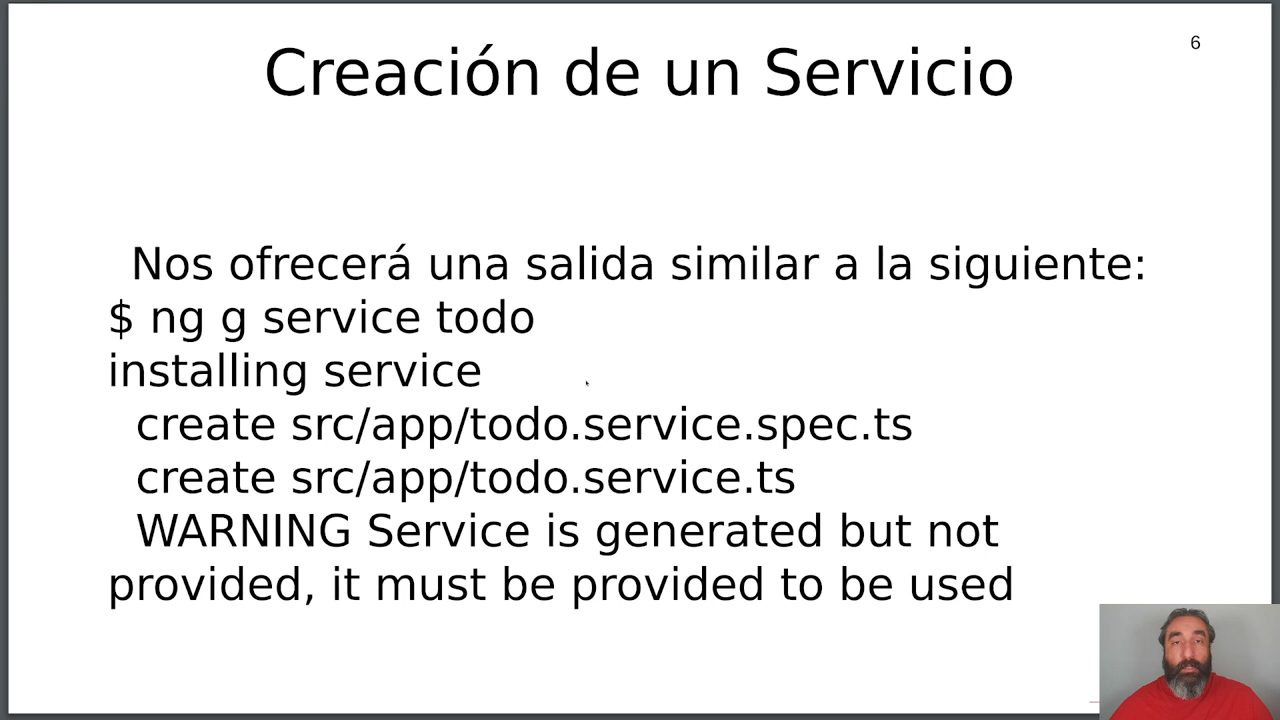 6
Creación de un Servicio
Nos ofrecerá una salida similar a la siguiente:
$ ng g service todo
installing service
create src/app/todo.service.spec.ts
create src/app/todo.service.ts
WARNING Service is generated but not
provided, it must be provided to be used